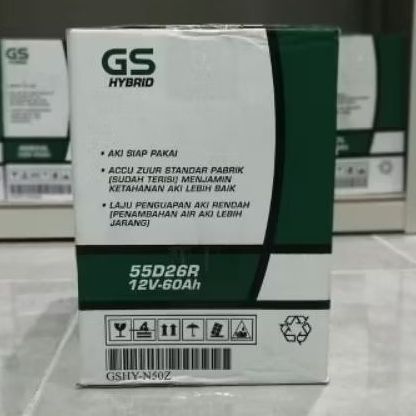 GS
HYBRID
• AKI SIAP PAKAI
• ACCU ZUUR STANDAR PABRIK
(SUDAH TERISI) MENJAMIN
KETAHANAN AKI LEBIH BAIK
• LAJU PENGUAPAN AKI RENDAH
(PENAMBAHAN AIR AKI LEBIH
JARANG)
55D26R
12V-60Ah
4
GSHY-N50Z